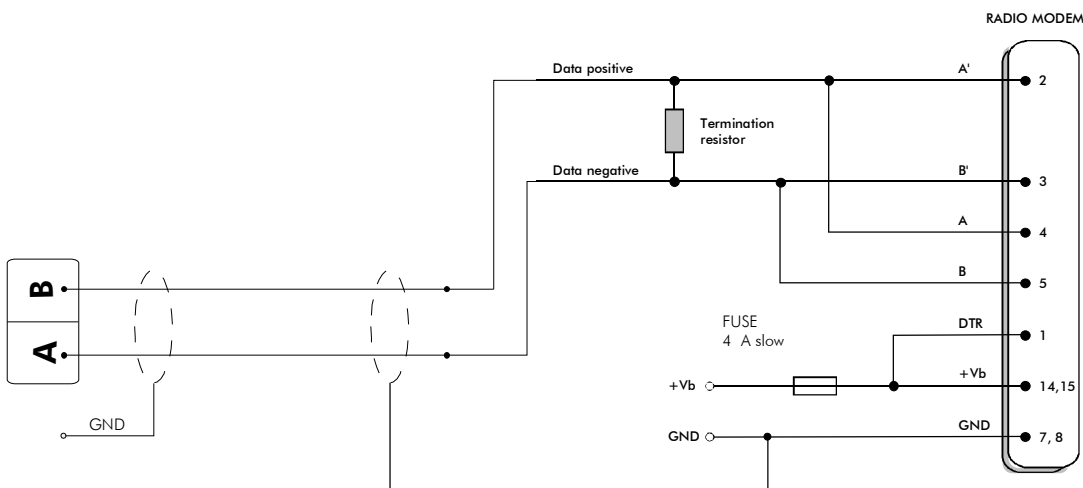 RADIO MODEM
Data positive
A'
2
Termination
resistor
Data negative
B'
3
A
4
B
B
5
FUSE
4 A slow
DTR
1
A
+Vb
+Vb
14,15
GND
GND
GND
7, 8